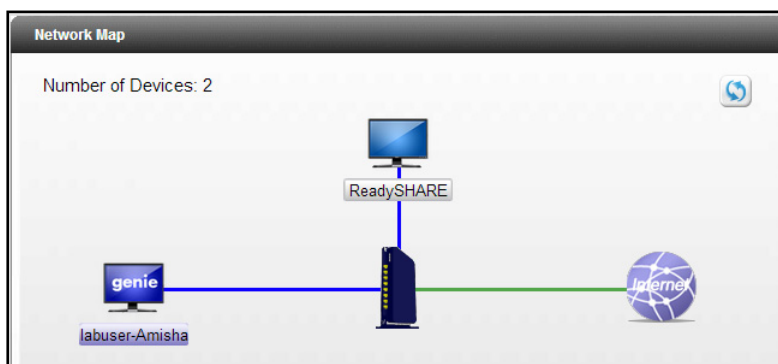 Network Map
Number of Devices: 2
ReadySHARE
genie
Internet
labuser-Amisha